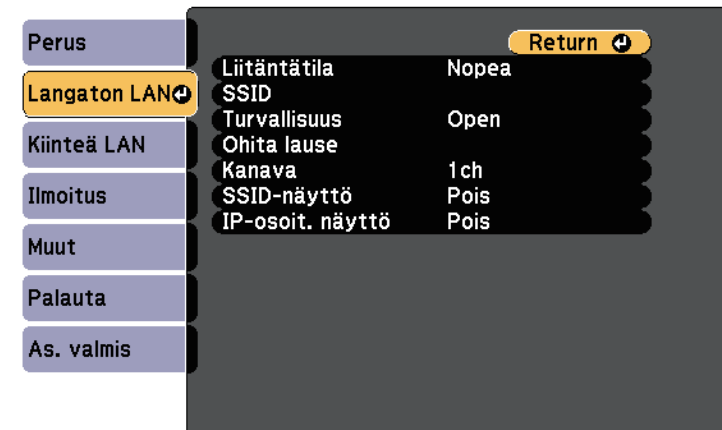 Perus
Langaton LAN
Kiinteä LAN
Ilmoitus
Muut
Palauta
As. valmis
Return
Liitäntätila Nopea
SSID
Turvallisuus Open
Ohita lause
Kanava 1ch
SSID-näyttö Pois
IP-osoit. näyttö Pois